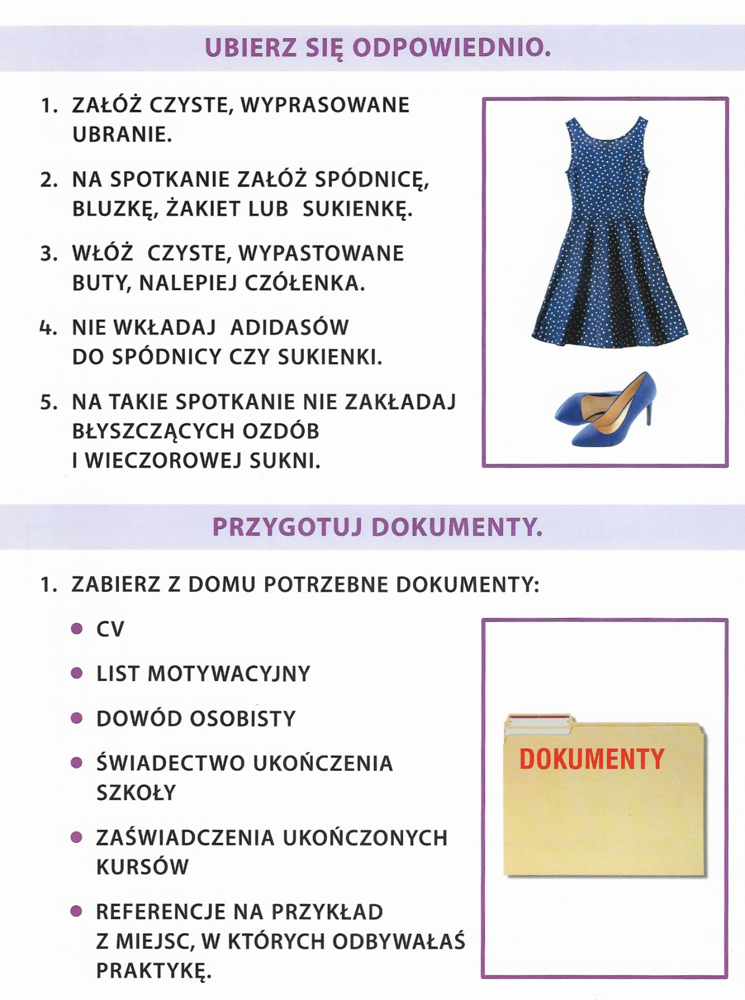 UBIERZ SIĘ ODPOWIEDNIO.
1. ZAŁÓŻ CZYSTE, WYPRASOWANE
UBRANIE.
2. NA SPOTKANIE ZAŁÓŻ SPÓDNICĘ,
BLUZKĘ, ŻAKIET LUB SUKIENKĘ.
3. WŁÓŻ CZYSTE, WYPASTOWANE
BUTY, NALEPIEJ CZÓŁENKA.
4. NIE WKŁADAJ ADIDASÓW
DO SPÓDNICY CZY SUKIENKI.
5. NA TAKIE SPOTKANIE NIE ZAKŁADAJ
BŁYSZCZĄCYCH OZDÓB
I WIECZOROWEJ SUKNI.
PRZYGOTUJ DOKUMENTY.
1. ZABIERZ Z DOMU POTRZEBNE DOKUMENTY:
● CV
● LIST MOTYWACYJNY
● DOWÓD OSOBISTY
● ŚWIADECTWO UKOŃCZENIA
SZKOŁY
● ZAŚWIADCZENIA UKOŃCZONYCH
KURSÓW
● REFERENCJE NA PRZYKŁAD
Z MIEJSC, W KTÓRYCH ODBYWAŁAŚ
PRAKTYKĘ.
DOKUMENTY